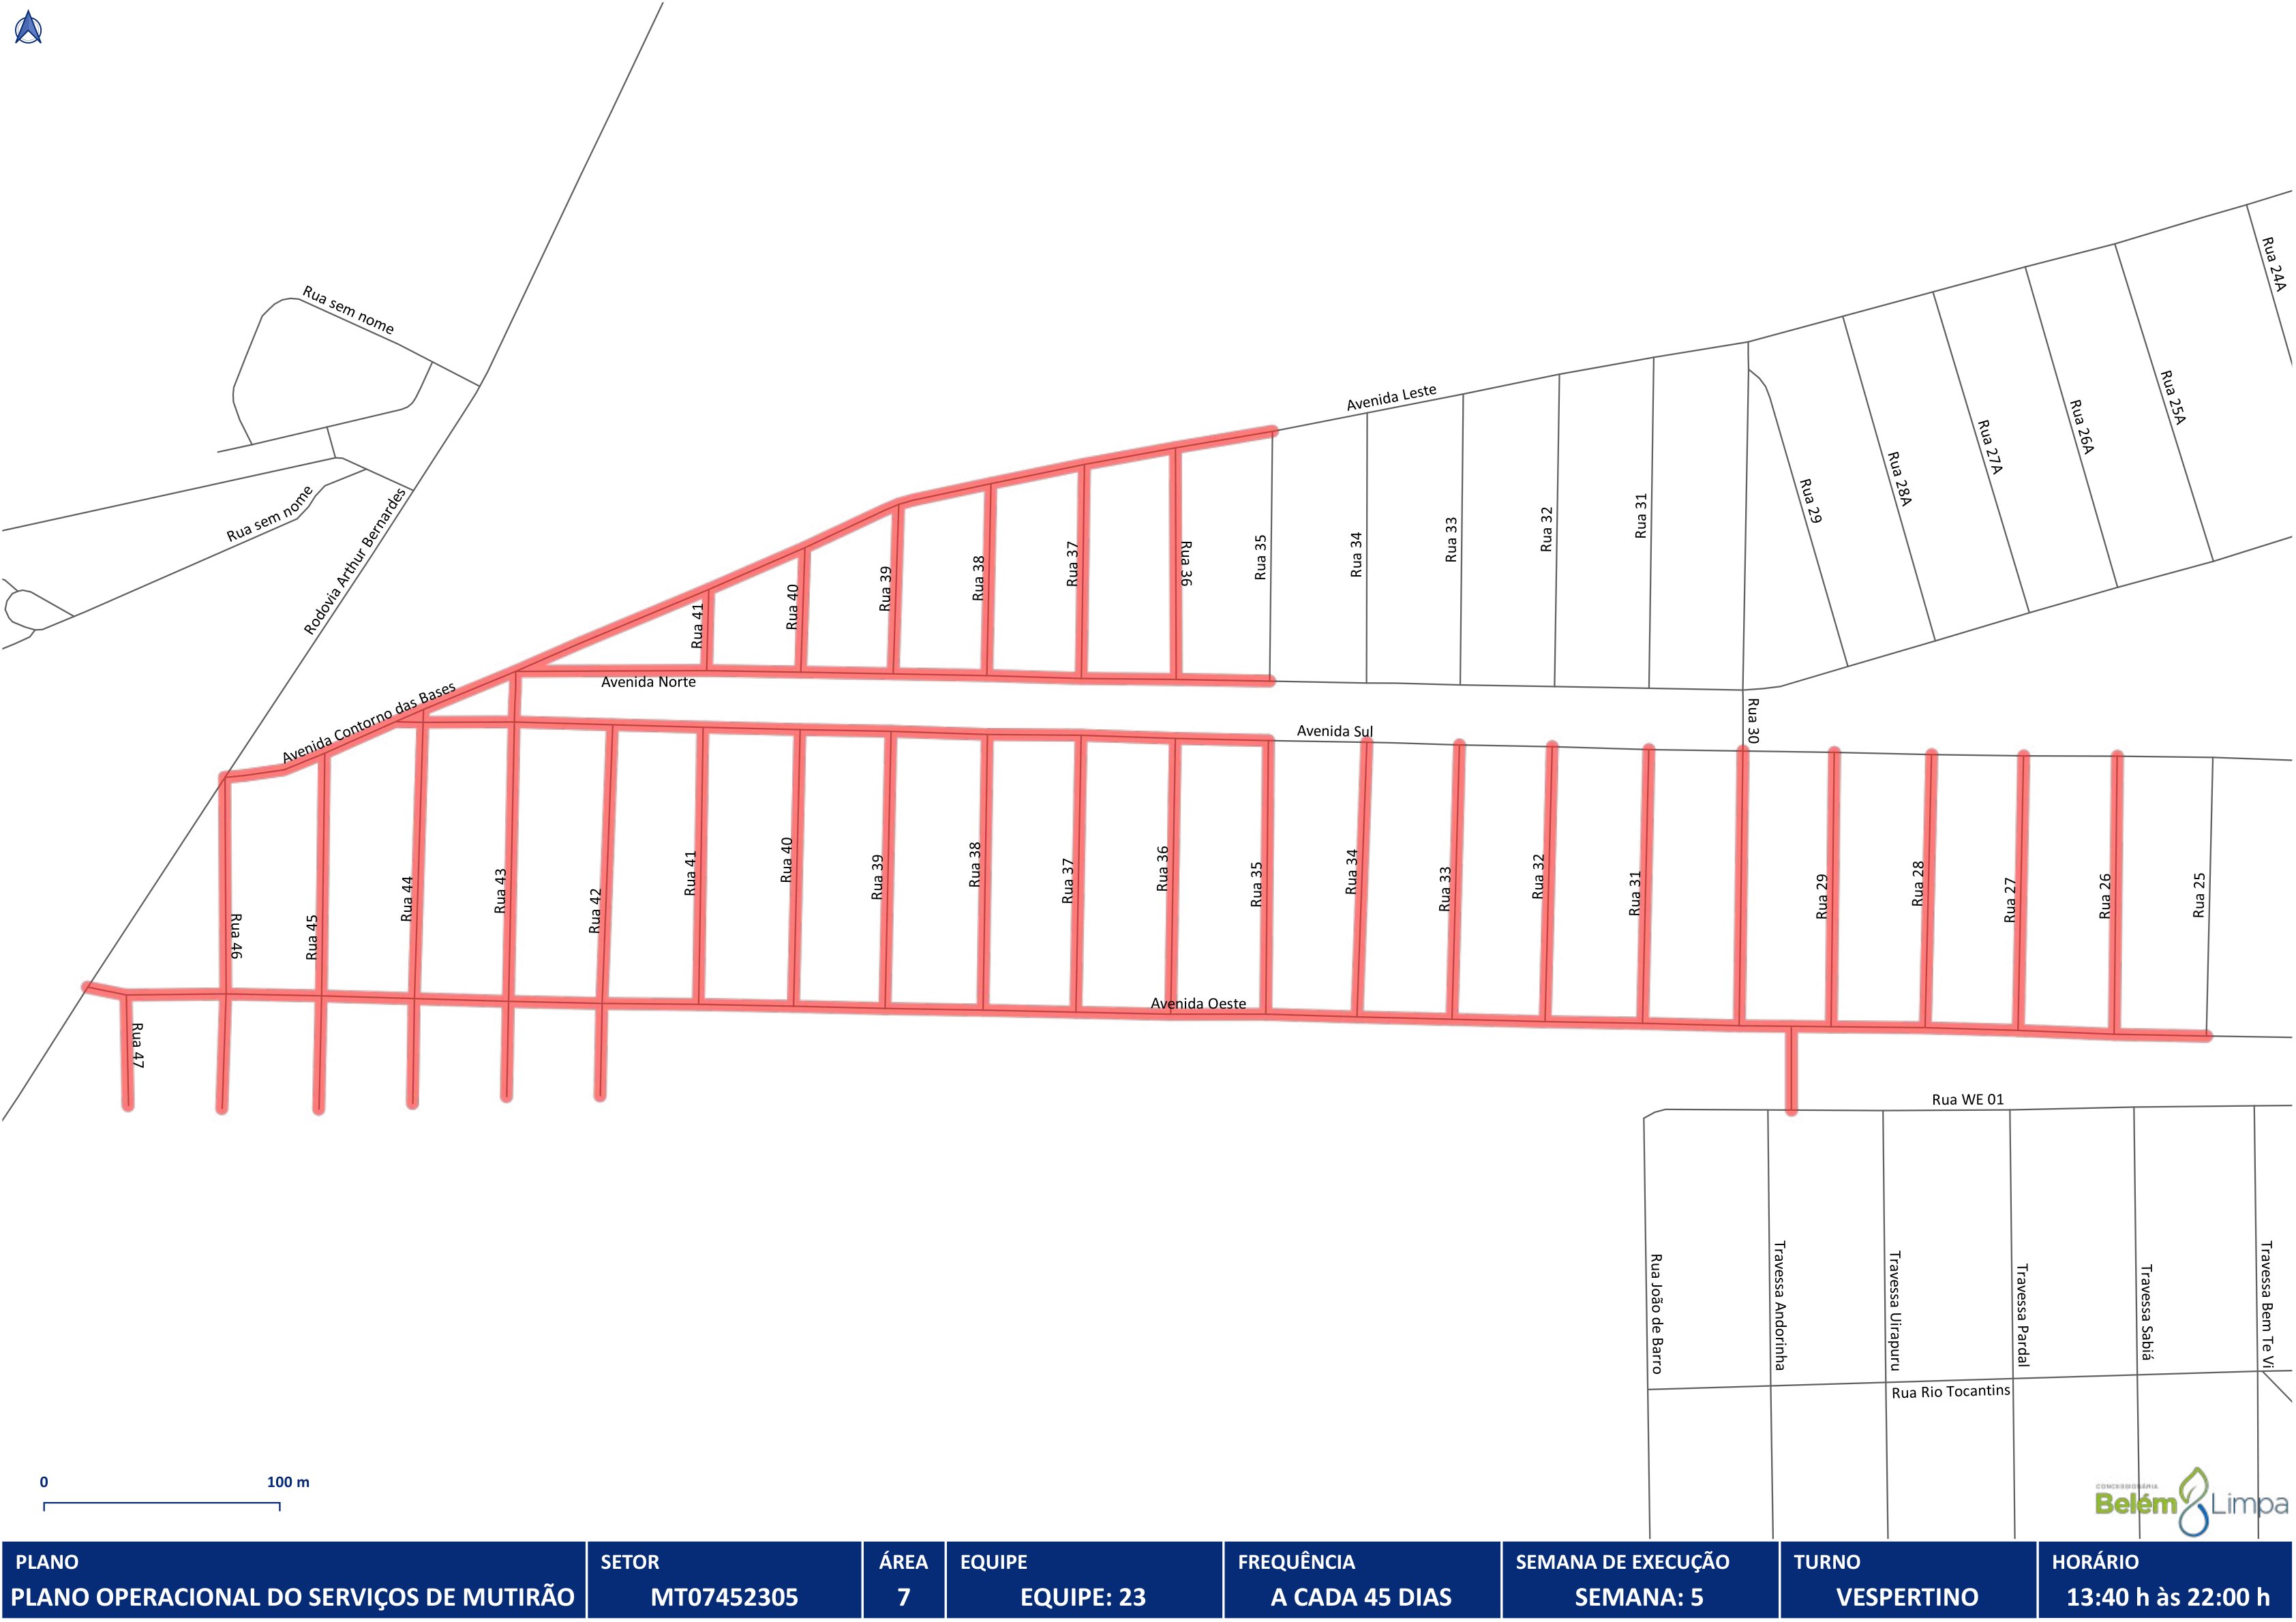 Rua 24A
Rua sem nome
Rua 25A
Avenida Leste
Rua 26A
Rua 27A
Rua 28A
Rua 29
Rua 31
Rua 32
Rua 33
Rua 34
Rua 35
Rua 36
Rua 37
Rua 38
Rua 39
Rua 40
Rua 41
Rua sem nome
Rodovia Arthur Bernardes
Avenida Norte
Avenida Contorno das Bases
Avenida Sul
Rua 30
Rua 46
Rua 45
Rua 44
Rua 43
Rua 42
Rua 41
Rua 40
Rua 39
Rua 38
Rua 37
Rua 36
Rua 35
Rua 34
Rua 33
Rua 32
Rua 31
Rua 29
Rua 28
Rua 27
Rua 26
Rua 25
Avenida Oeste
Rua 47
Rua WE 01
Rua João de Barro
Travessa Andorinha
Travessa Uirapuru
Travessa Pardal
Travessa Sabiá
Travessa Bem Te Vi
Rua Rio Tocantins
0 100 m
CONCESSIONÁRIA
Belém Limpa
PLANO
PLANO OPERACIONAL DO SERVIÇOS DE MUTIRÃO
SETOR
MT07452305
ÁREA
7
EQUIPE
EQUIPE: 23
FREQUÊNCIA
A CADA 45 DIAS
SEMANA DE EXECUÇÃO
SEMANA: 5
TURNO
VESPERTINO
HORÁRIO
13:40 h às 22:00 h